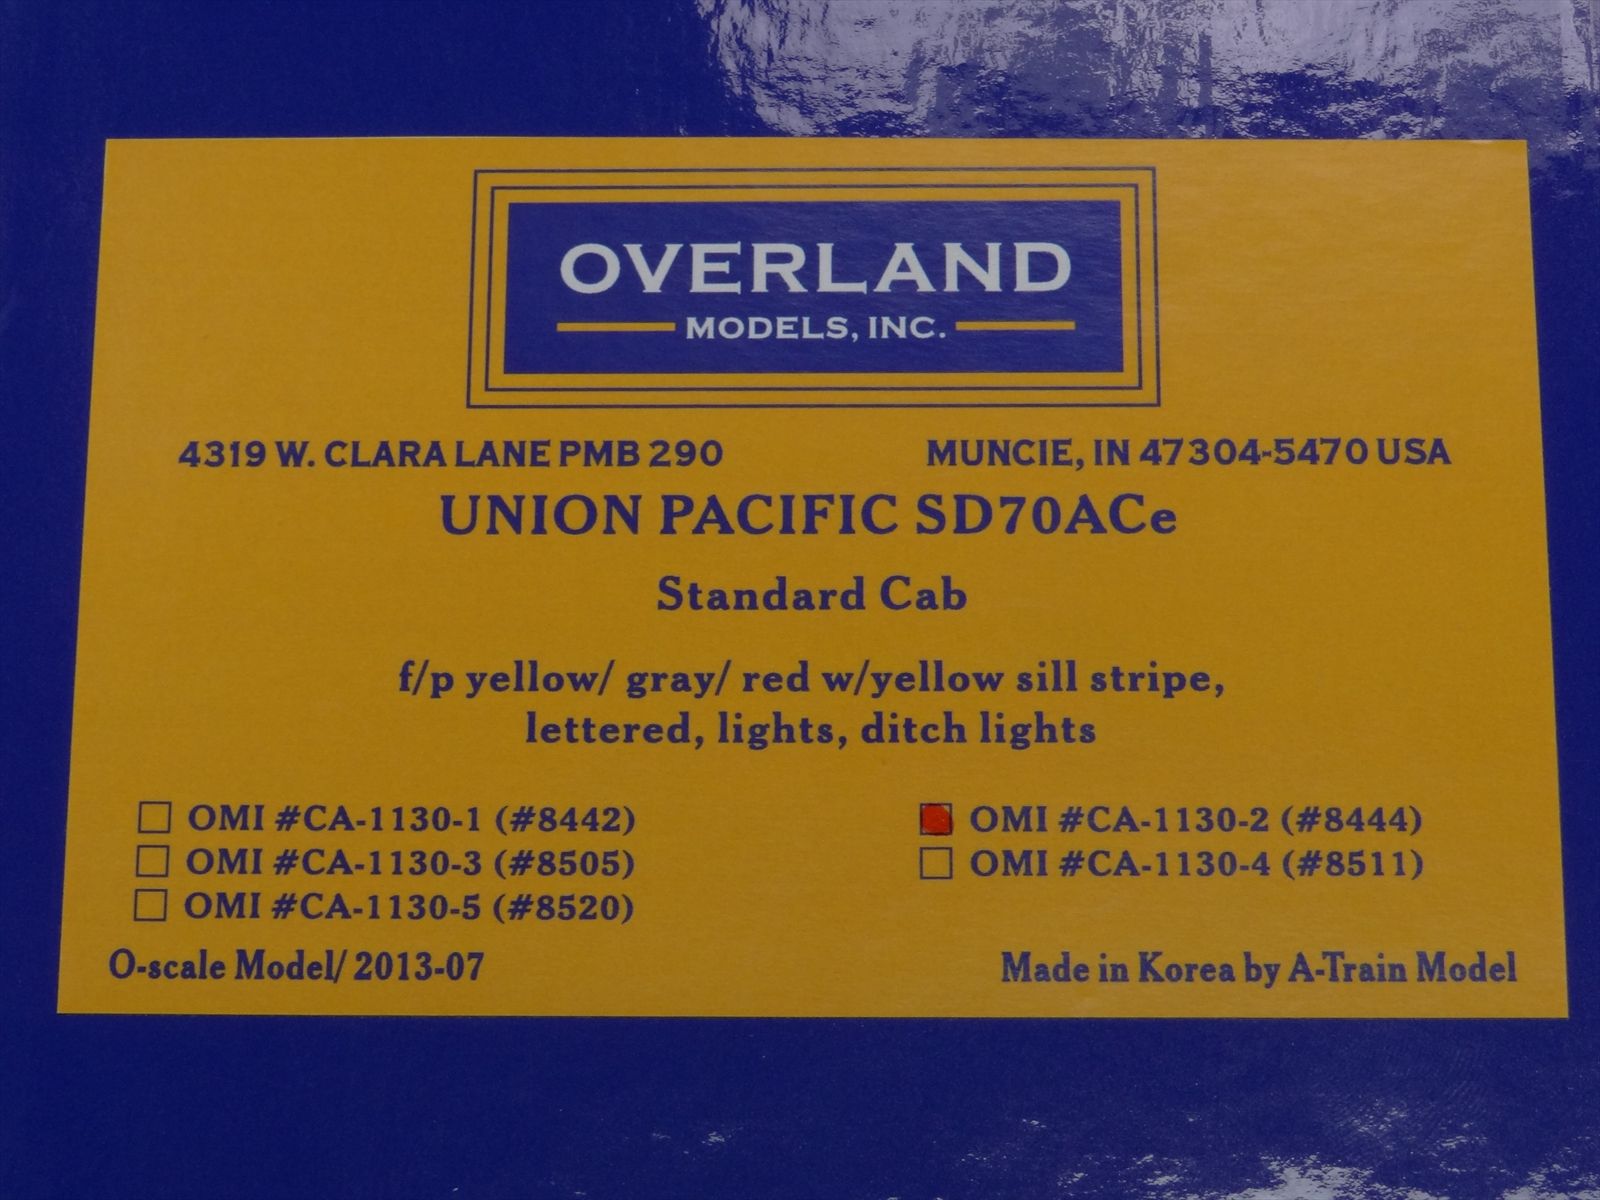 OVERLAND
MODELS, INC.
4319 W. CLARA LANE PMB 290 MUNCIE, IN 47304-5470 USA
UNION PACIFIC SD70ACe
Standard Cab
f/p yellow/ gray/ red w/yellow sill stripe,
lettered, lights, ditch lights
OMI #CA-1130-1 (#8442) OMI #CA-1130-2 (#8444)
OMI #CA-1130-3 (#8505) OMI #CA-1130-4 (#8511)
OMI #CA-1130-5 (#8520)
O-scale Model/ 2013-07 Made in Korea by A-Train Model